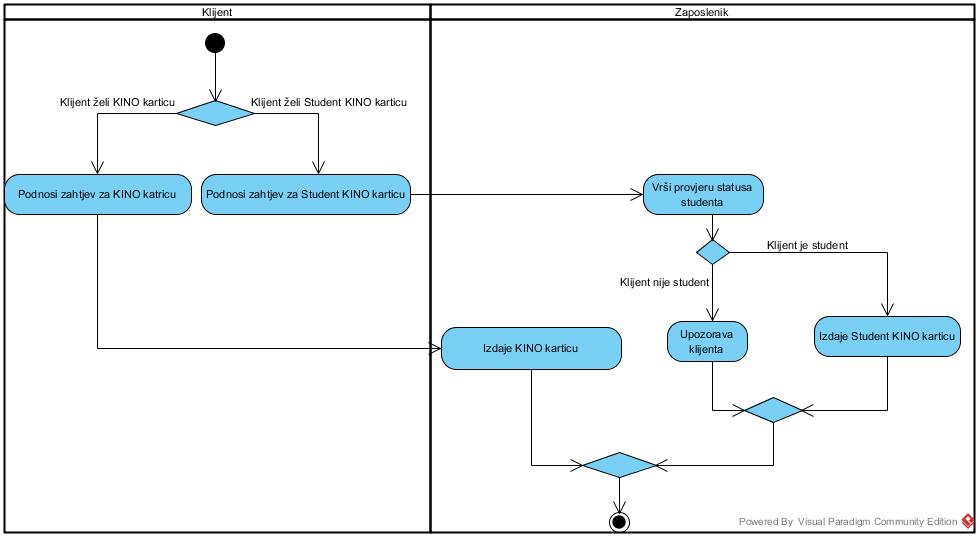 Klijent
Zaposlenik
Klijent želi KINO karticu
Klijent želi Student KINO karticu
Podnosi zahtjev za KINO katricu
Podnosi zahtjev za Student KINO karticu
Vrši provjeru statusa
studenta
Klijent je student
Klijent nije student
Izdaje KINO karticu
Upozorava
klijenta
Izdaje Student KINO karticu
Powered By Visual Paradigm Community Edition